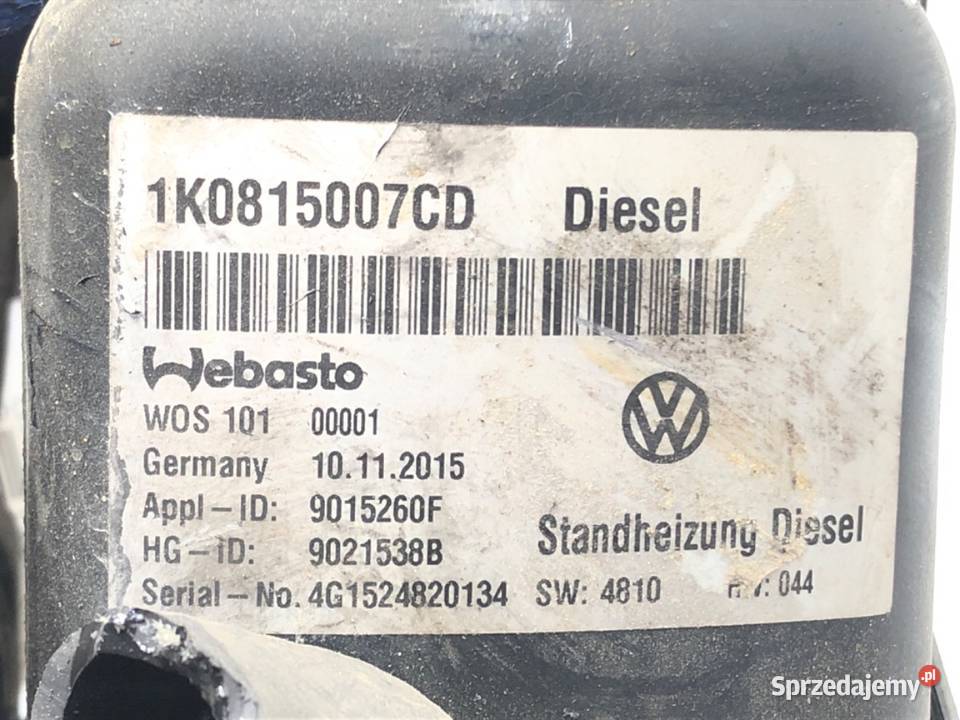 1K0815007CD Diesel
Webasto
WOS 101 00001
Germany 10.11.2015
Appl-ID: 9015260F
HG-ID: 9021538B
Standheizung Diesel
Serial-No. 4G1524820134 SW: 4810 044
Sprzedajemy.pl